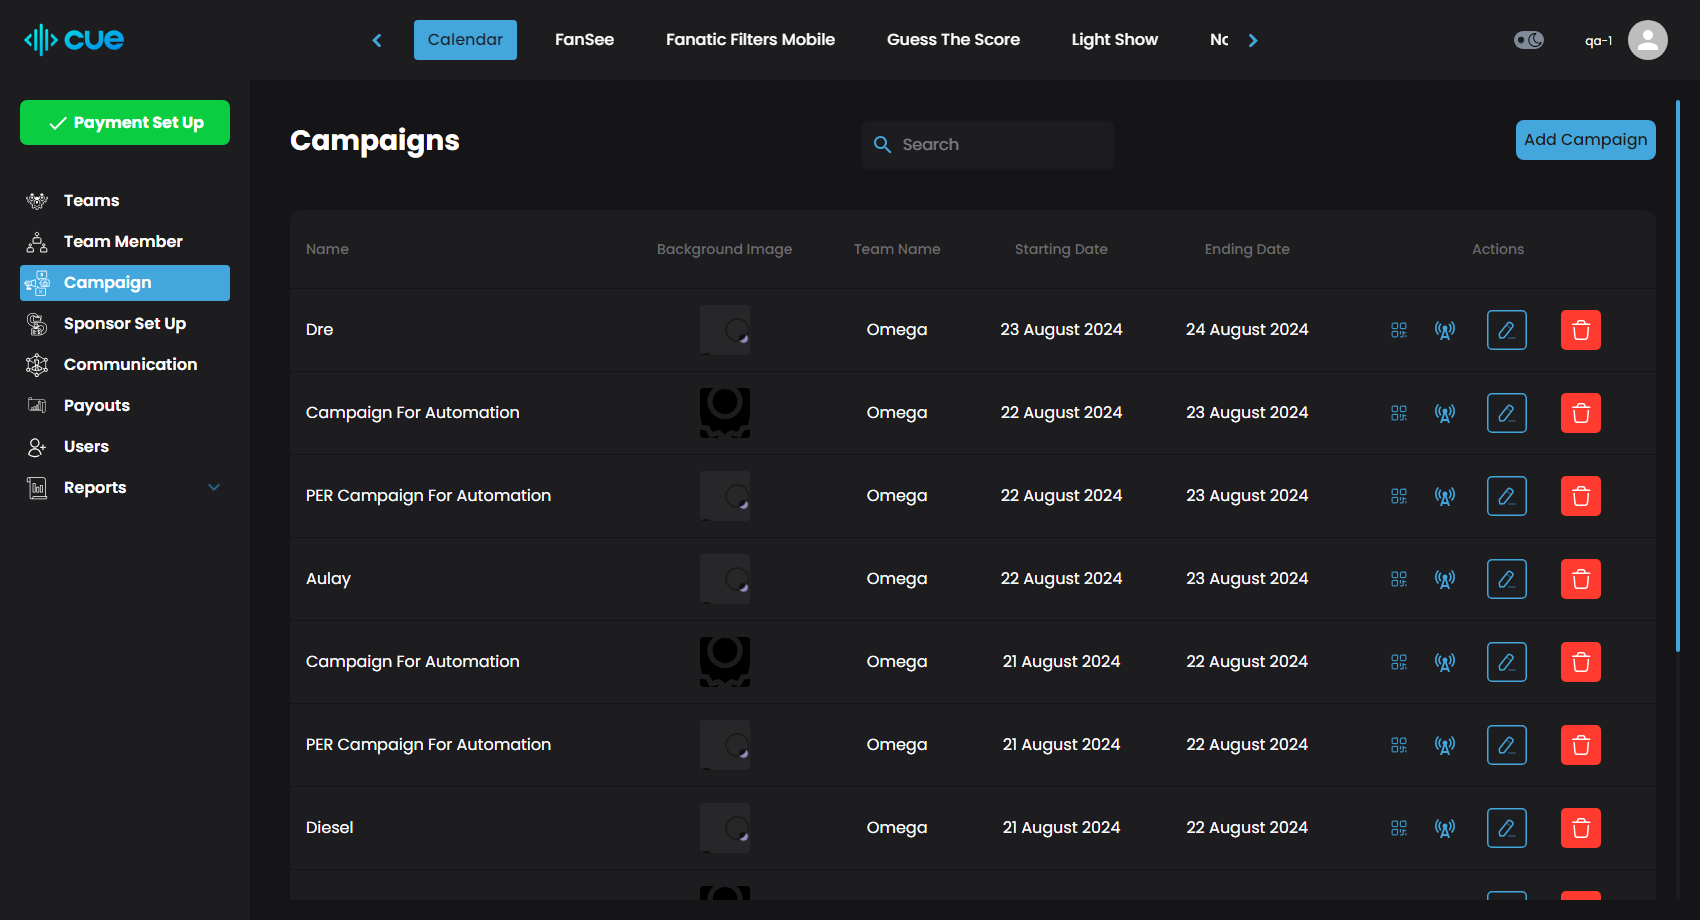 cue
Calendar FanSee Fanatic Filters Mobile Guess The Score Light Show
qa-1
Payment Set Up
Teams
Team Member
Campaign
Sponsor Set Up
Communication
Payouts
Users
Reports
Campaigns
Search
Add Campaign
Name Background Image Team Name Starting Date Ending Date Actions
Dre Omega 23 August 2024 24 August 2024
Campaign For Automation Omega 22 August 2024 23 August 2024
PER Campaign For Automation Omega 22 August 2024 23 August 2024
Aulay Omega 22 August 2024 23 August 2024
Campaign For Automation Omega 21 August 2024 22 August 2024
PER Campaign For Automation Omega 21 August 2024 22 August 2024
Diesel Omega 21 August 2024 22 August 2024